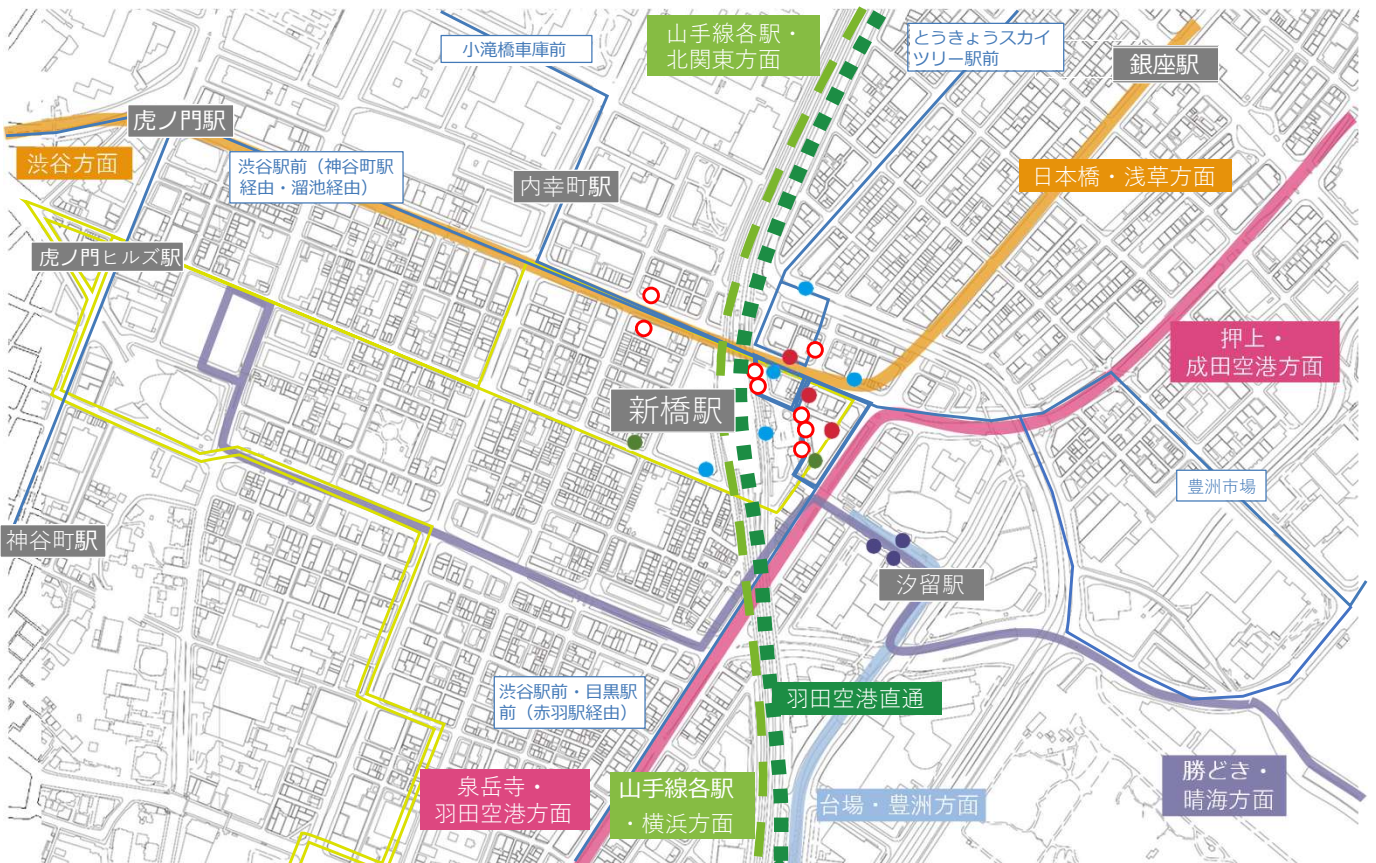 山手線各駅・
北関東方面
小滝橋車庫前
とうきょうスカイ
ツリー駅前
銀座駅
虎ノ門駅
渋谷方面
渋谷駅前（神谷町駅
経由・溜池経由）
内幸町駅
日本橋・浅草方面
虎ノ門ヒルズ駅
押上・
成田空港方面
新橋駅
豊洲市場
神谷町駅
汐留駅
渋谷駅前・目黒駅
前（赤羽駅経由）
羽田空港直通
泉岳寺・
羽田空港方面
山手線各駅
・横浜方面
台場・豊洲方面
勝どき・
晴海方面